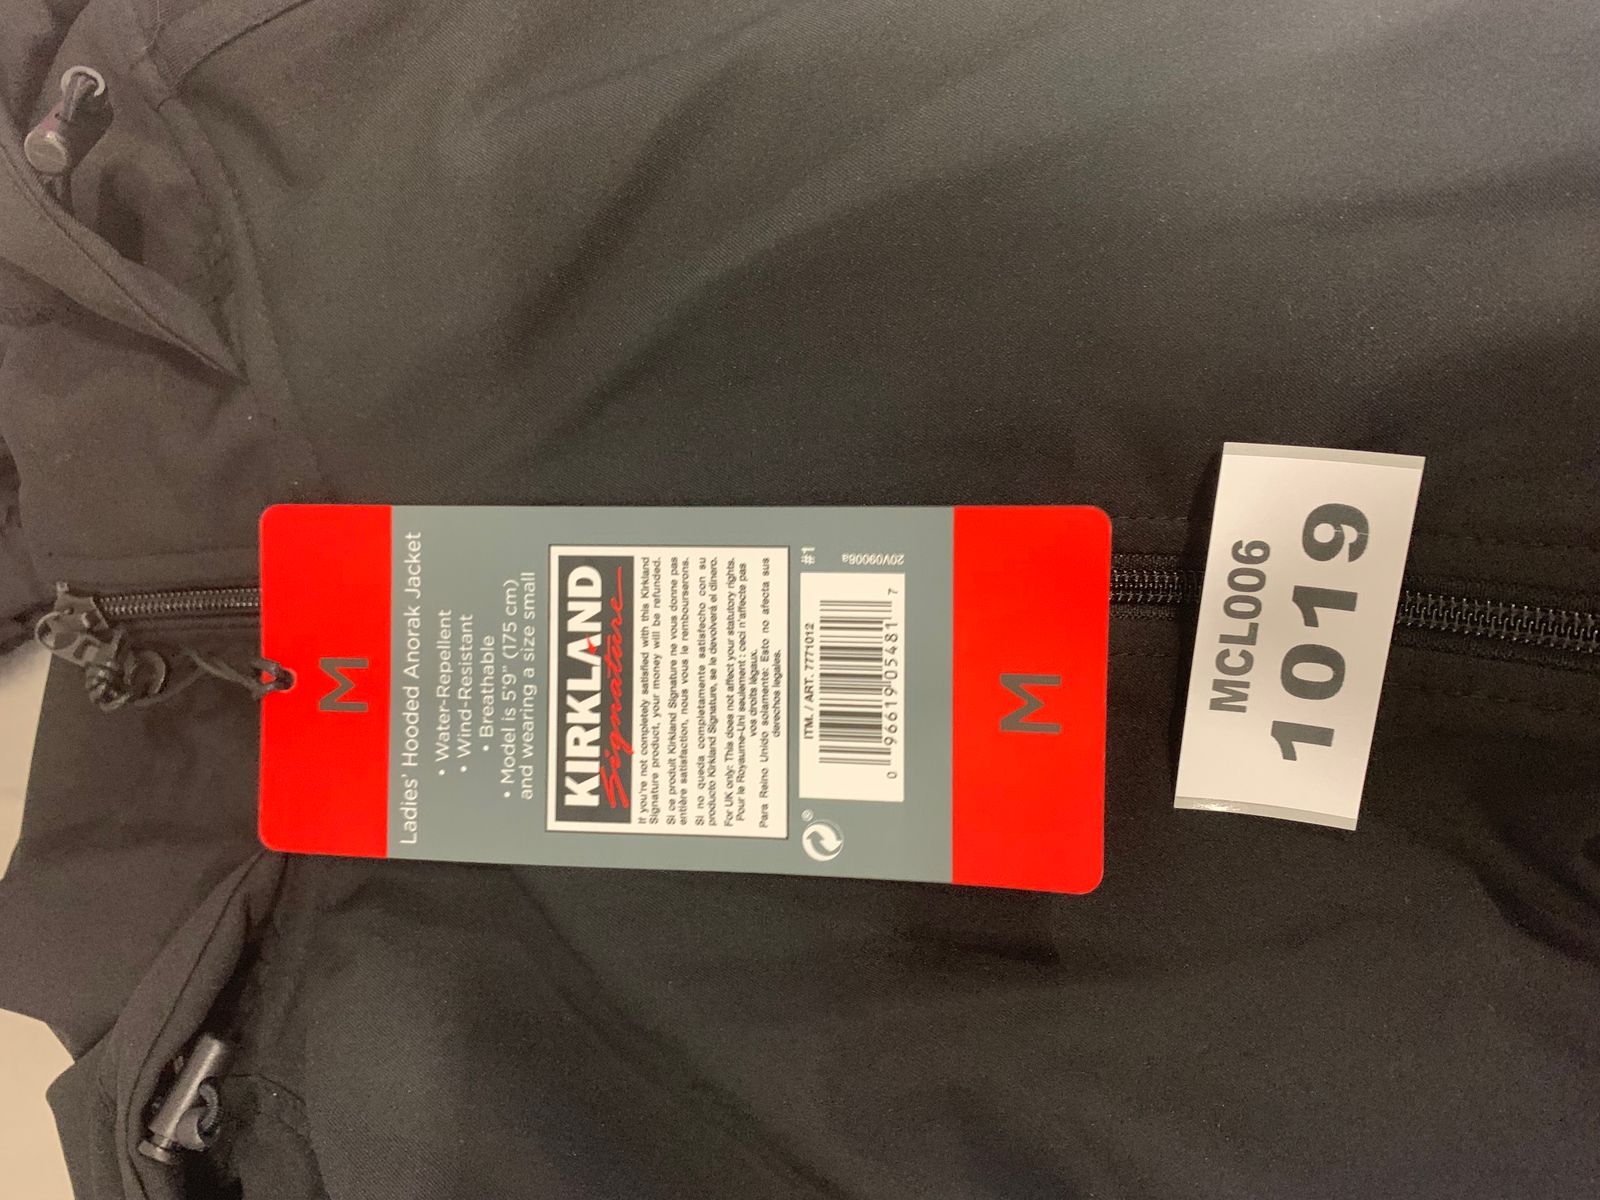 M
Ladies' Hooded Anorak Jacket
• Water-Repellent
• Wind-Resistant
• Breathable
• Model is 5'9" (175 cm)
and wearing a size small
KIRKLAND
Signature
If you're not completely satisfied with this Kirkland
Signature product, your money will be refunded.
Si ce produit Kirkland Signature ne vous donne pas
entière satisfaction, nous vous le rembourserons.
Si no queda completamente satisfecho con su
producto Kirkland Signature, se le devolverá el dinero.
For UK only: This does not affect your statutory rights.
Pour le Royaume-Uni seulement : ceci n'affecte pas
vos droits légaux.
Para Reino Unido solamente: Esto no afecta sus
derechos legales.
#1
ITM. / ART. 7771012
0 96619 05481 7
20V09006a
®
M
MCL006
1019